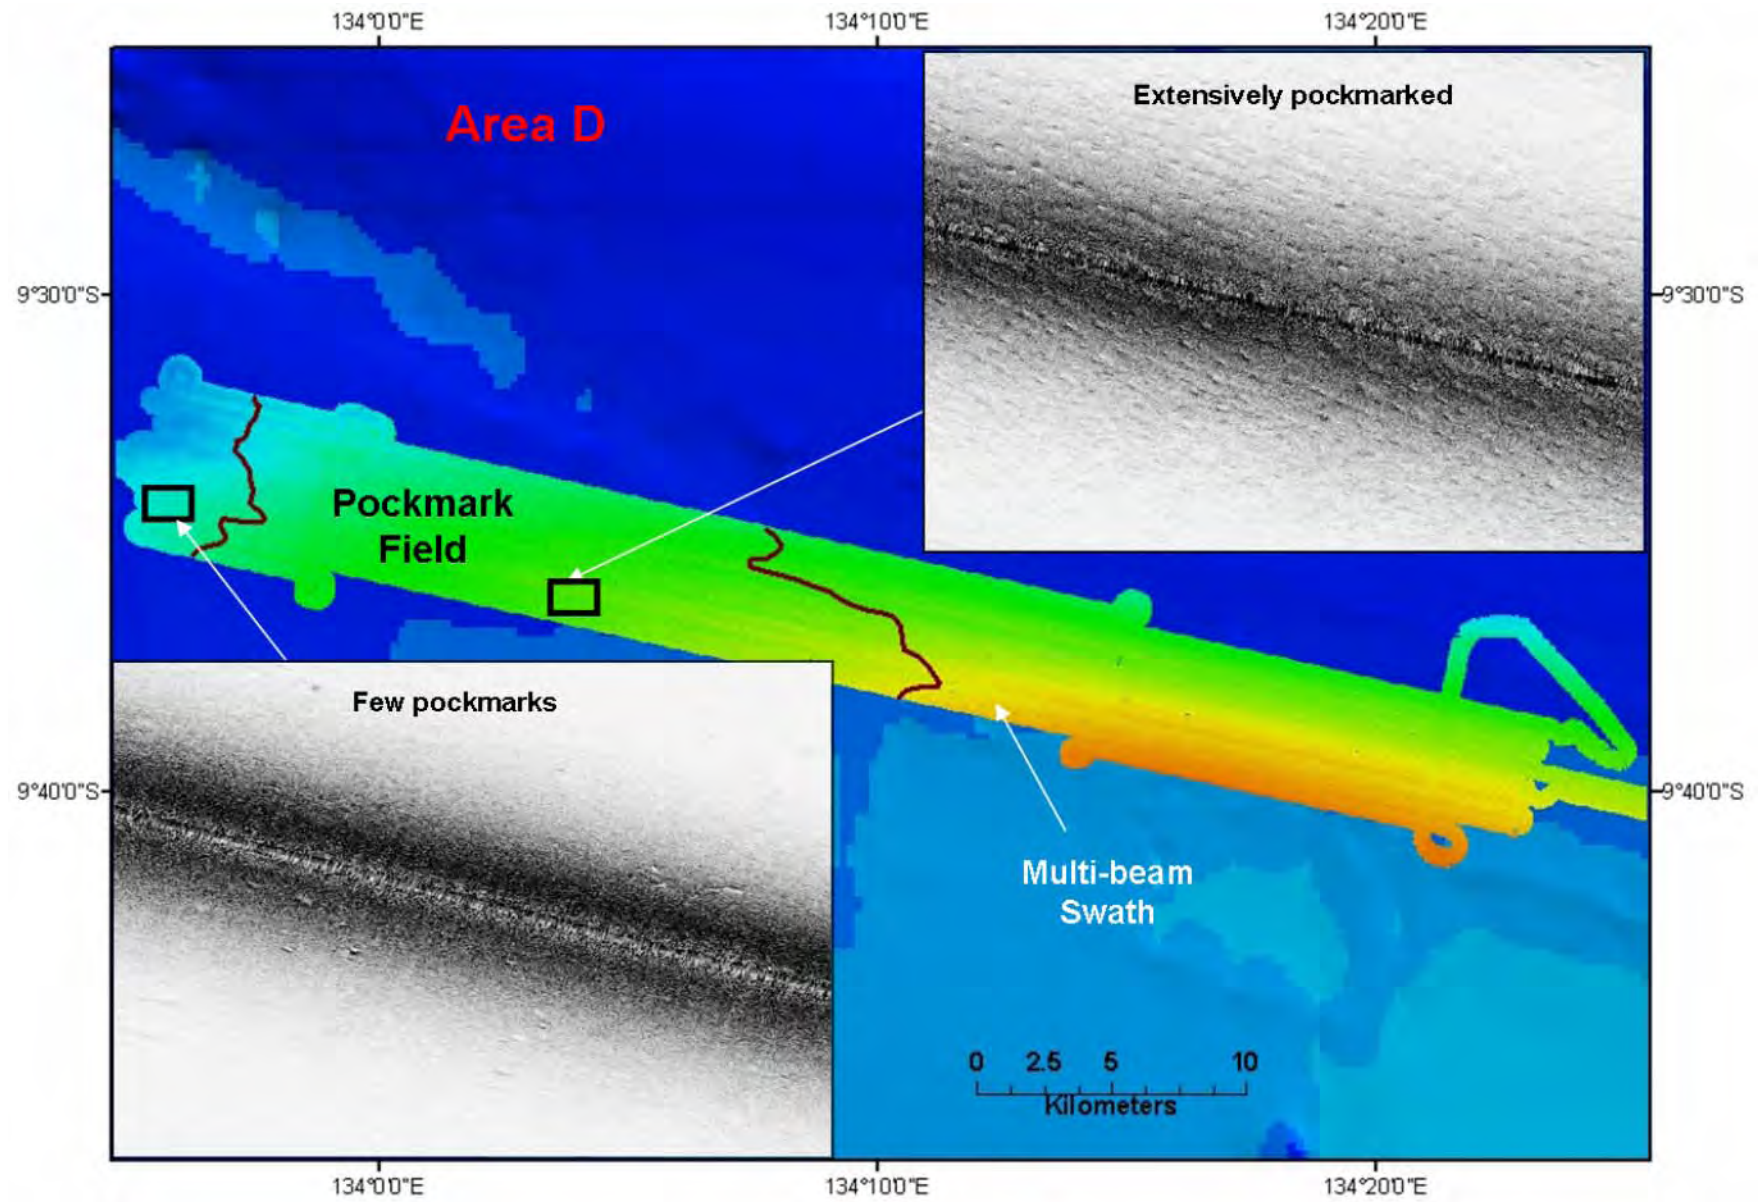 134°0'0"E 134°10'0"E 134°20'0"E
Area D
Extensively pockmarked
9°30'0"S 9°30'0"S
Pockmark
Field
Few pockmarks
9°40'0"S 9°40'0"S
Multi-beam
Swath
0 2.5 5 10
Kilometers
134°0'0"E 134°10'0"E 134°20'0"E